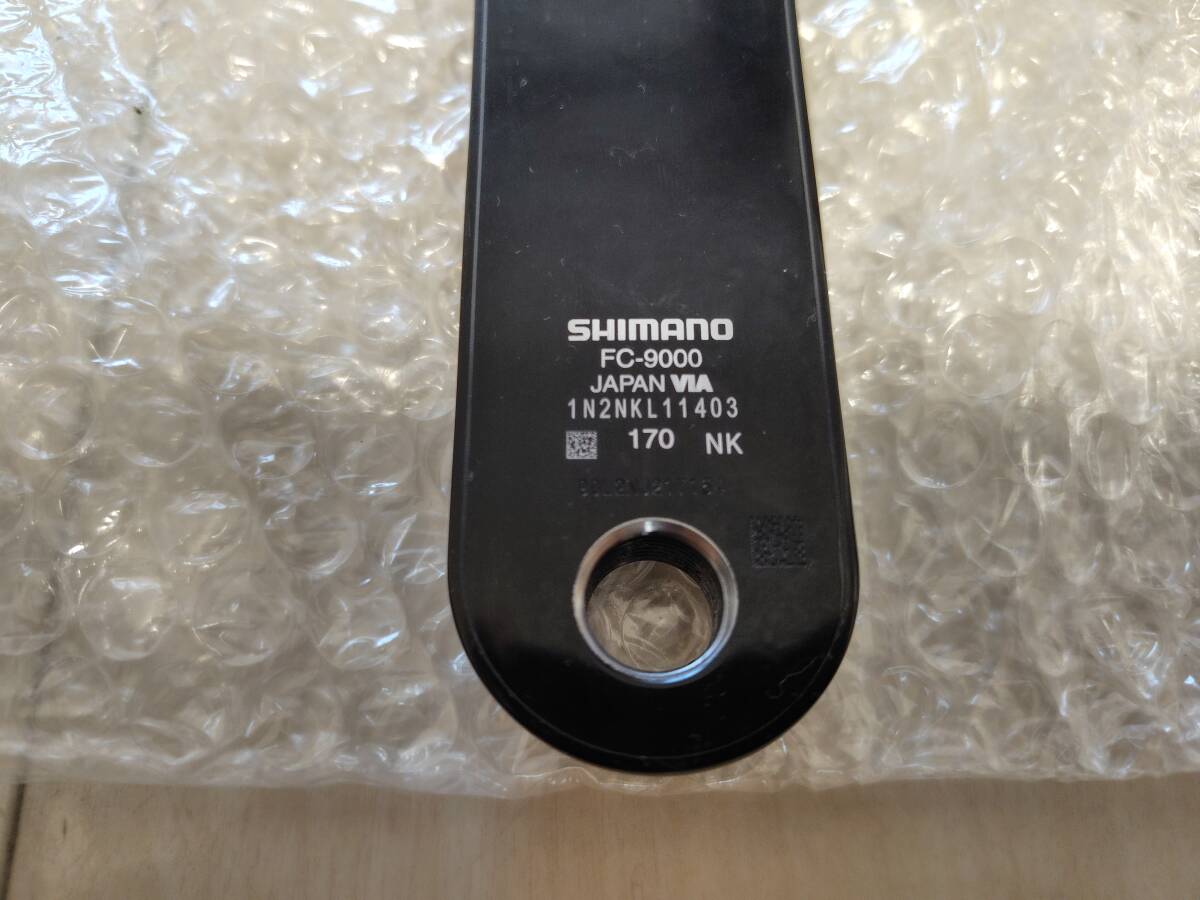 SHIMANO
FC-9000
JAPAN VIA
1N2NKL11403
170 NK